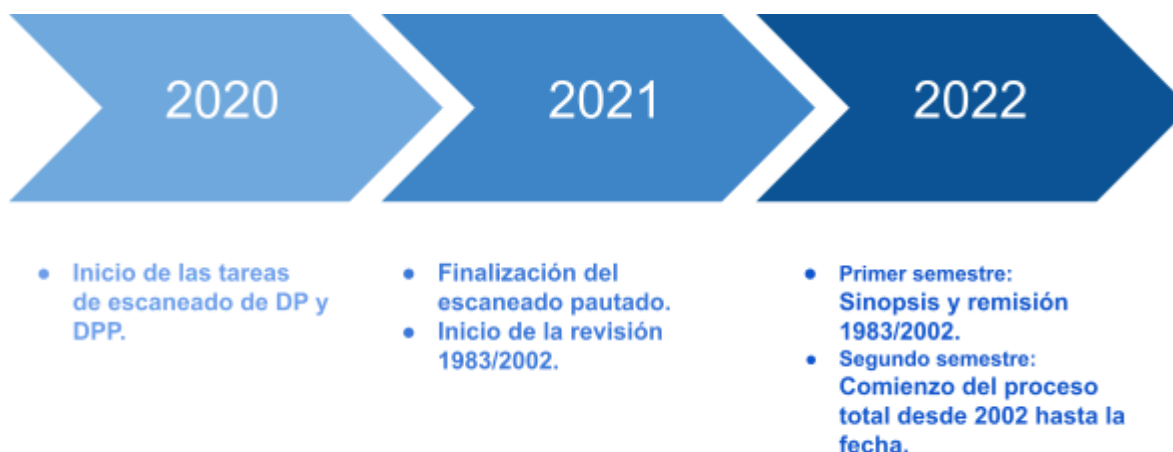 2020
2021
2022
● Inicio de las tareas
de escaneado de DP y
DPP.
● Finalización del
escaneado pautado.
● Inicio de la revisión
1983/2002.
● Primer semestre:
Sinopsis y remisión
1983/2002.
● Segundo semestre:
Comienzo del proceso
total desde 2002 hasta la
fecha.